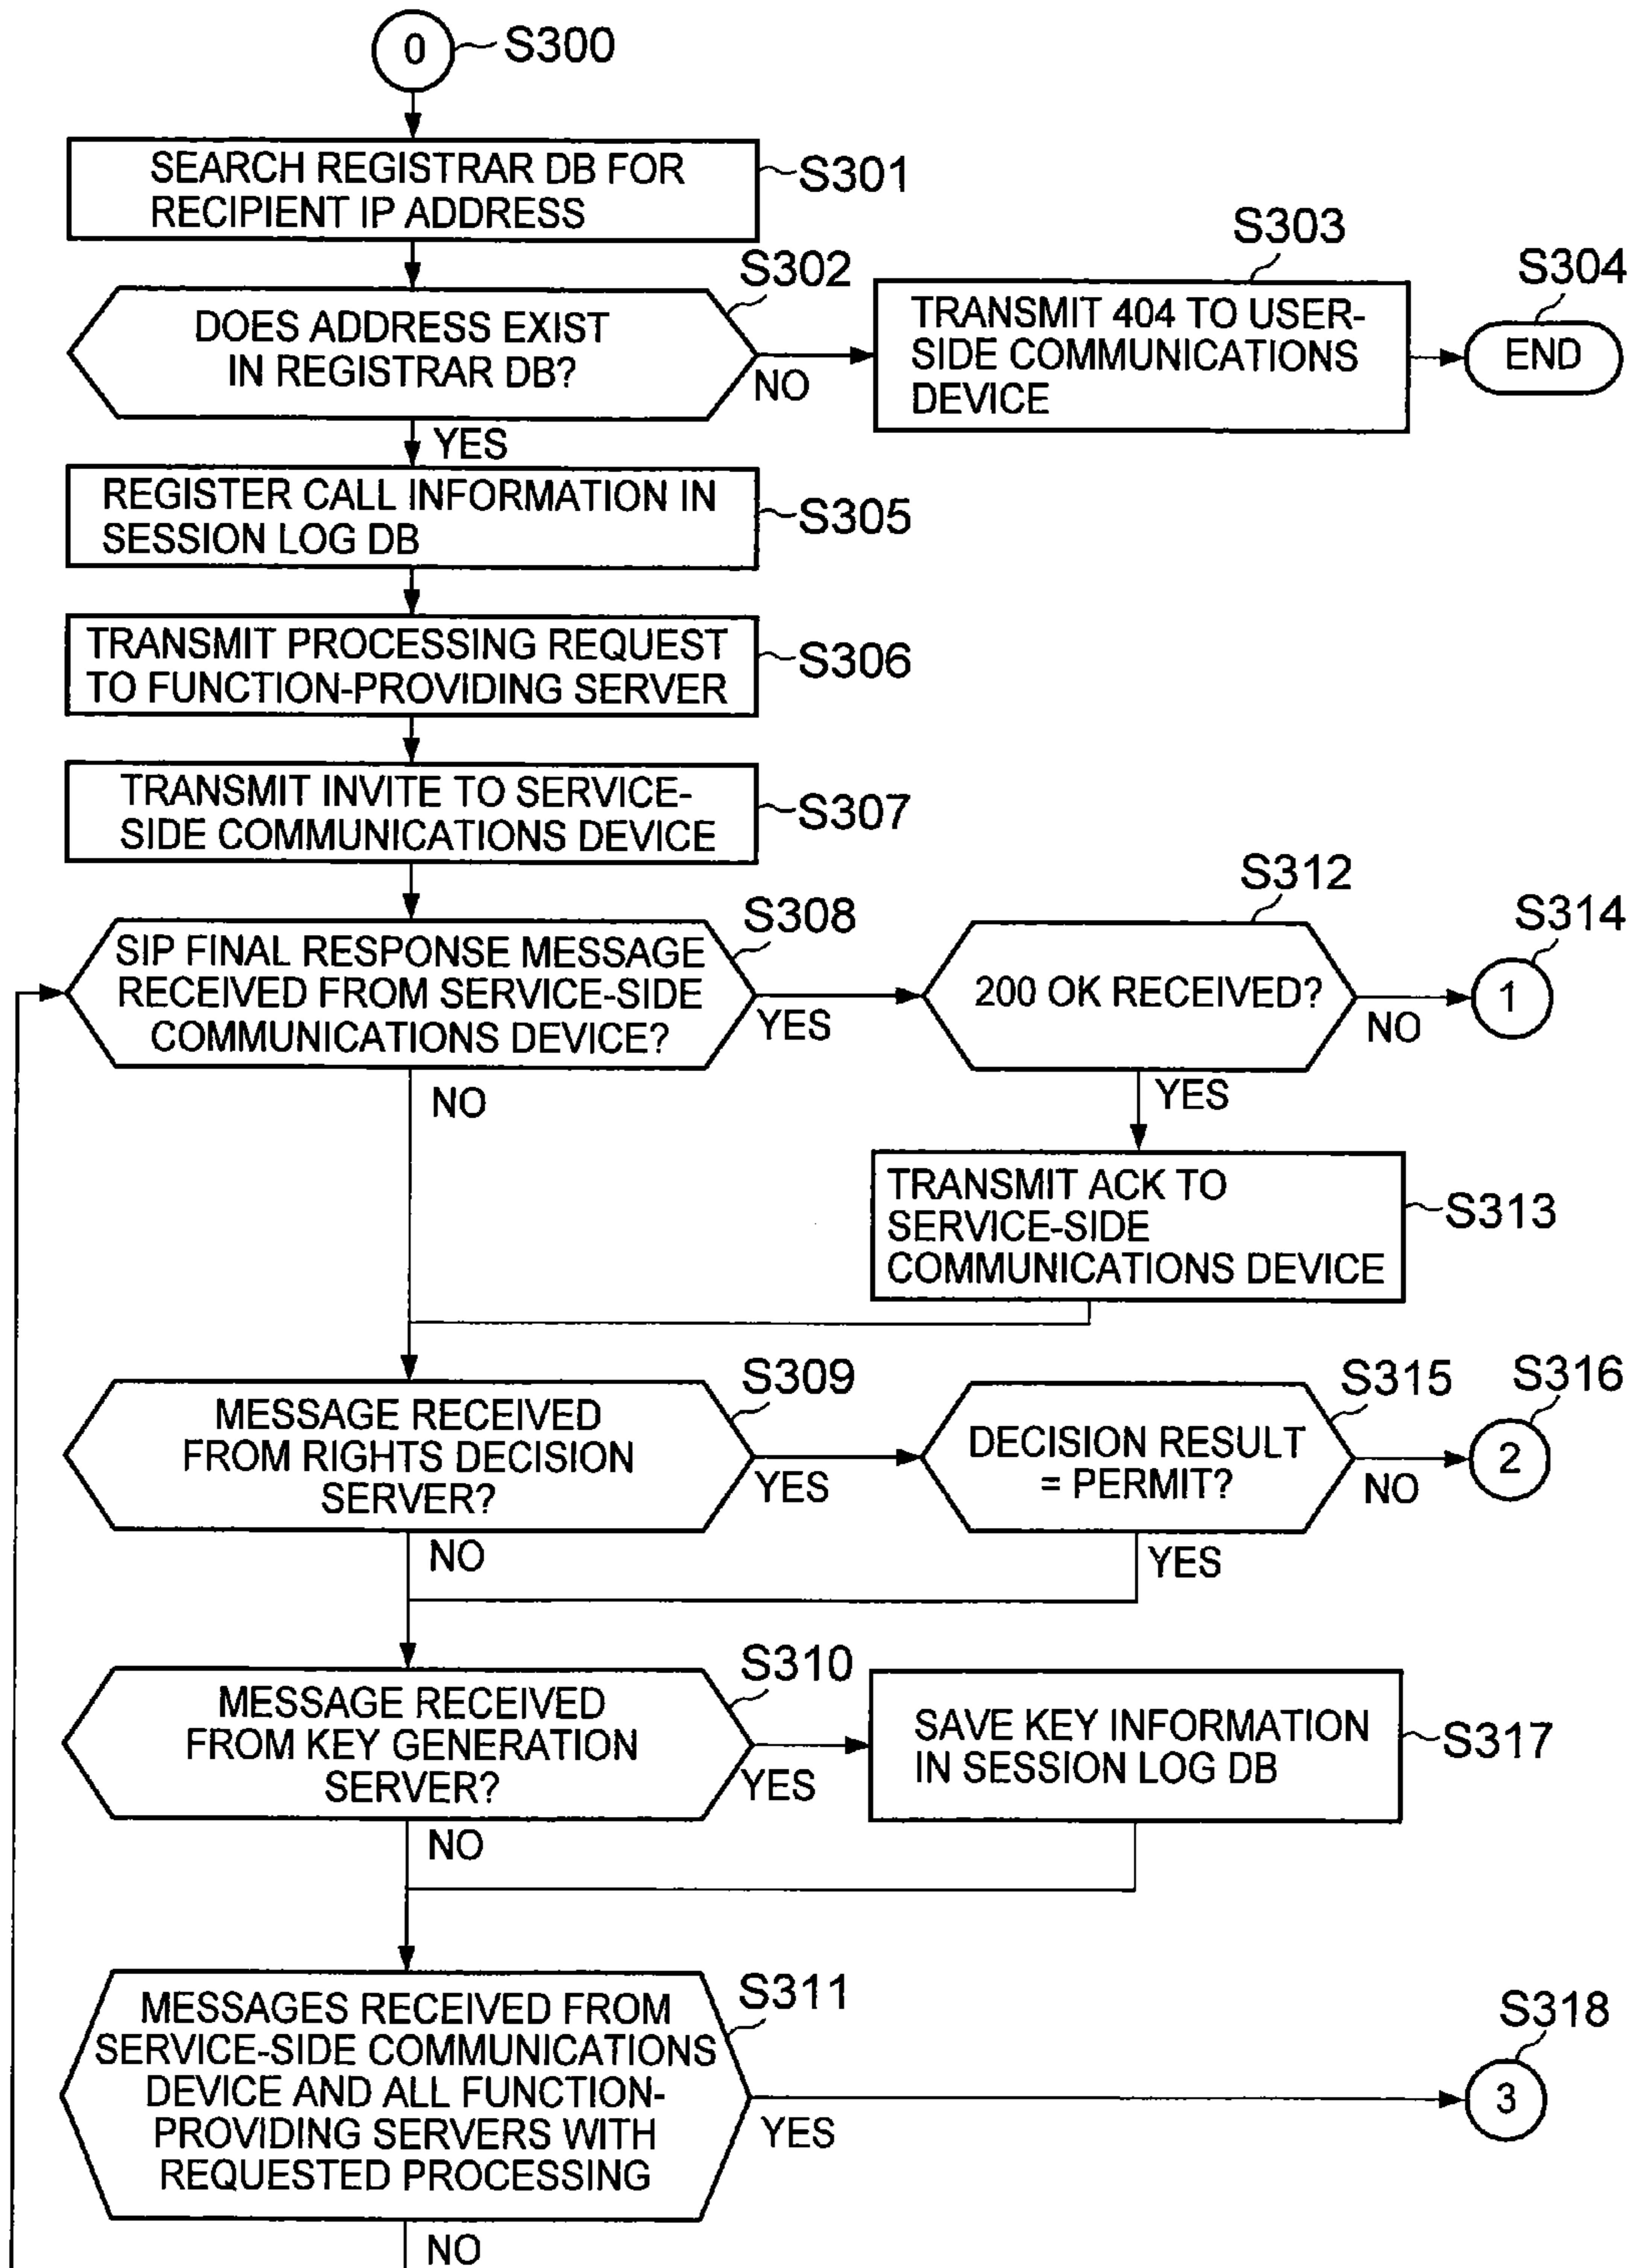 0
S300
SEARCH REGISTRAR DB FOR
RECIPIENT IP ADDRESS
S301
S302
DOES ADDRESS EXIST
IN REGISTRAR DB?
NO
YES
S303
TRANSMIT 404 TO USER-
SIDE COMMUNICATIONS
DEVICE
S304
END
REGISTER CALL INFORMATION IN
SESSION LOG DB
S305
TRANSMIT PROCESSING REQUEST
TO FUNCTION-PROVIDING SERVER
S306
TRANSMIT INVITE TO SERVICE-
SIDE COMMUNICATIONS DEVICE
S307
S308
SIP FINAL RESPONSE MESSAGE
RECEIVED FROM SERVICE-SIDE
COMMUNICATIONS DEVICE?
YES
NO
S312
200 OK RECEIVED?
NO
YES
S314
1
TRANSMIT ACK TO
SERVICE-SIDE
COMMUNICATIONS DEVICE
S313
S309
MESSAGE RECEIVED
FROM RIGHTS DECISION
SERVER?
YES
NO
S315
DECISION RESULT
= PERMIT?
NO
YES
S316
2
S310
MESSAGE RECEIVED
FROM KEY GENERATION
SERVER?
YES
NO
SAVE KEY INFORMATION
IN SESSION LOG DB
S317
S311
MESSAGES RECEIVED FROM
SERVICE-SIDE COMMUNICATIONS
DEVICE AND ALL FUNCTION-
PROVIDING SERVERS WITH
REQUESTED PROCESSING
YES
NO
S318
3